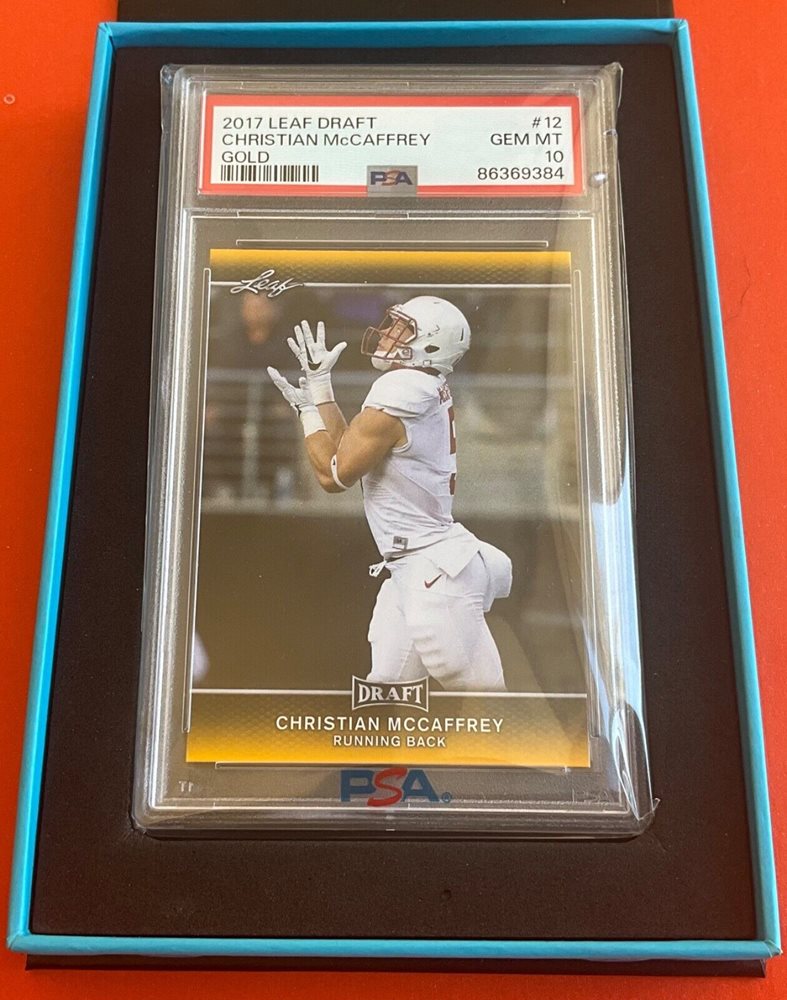 2017 LEAF DRAFT #12
CHRISTIAN McCAFFREY GEM MT
GOLD 10
PSA 86369384
Leaf
5
DRAFT
CHRISTIAN MCCAFFREY
RUNNING BACK
PSA®